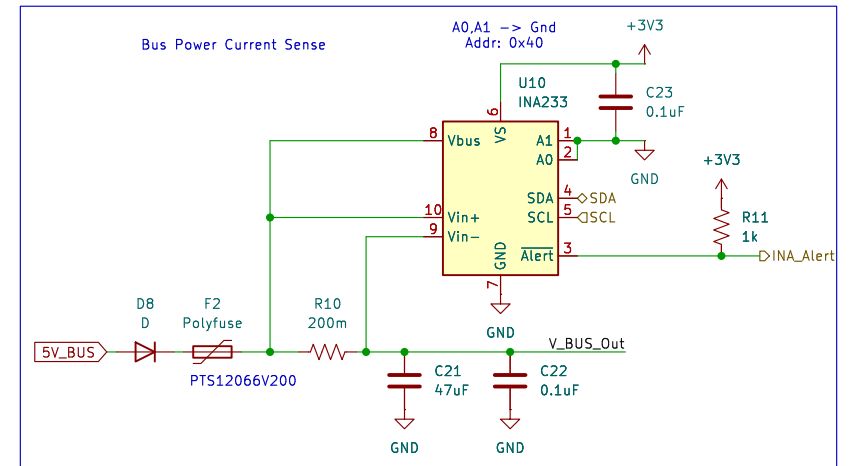 Bus Power Current Sense
A0,A1 -> Gnd
Addr: 0x40
+3V3
U10
INA233
C23
0.1uF
6
VS
8
Vbus
A1
1
A0
2
GND
+3V3
SDA
4
SDA
10
Vin+
SCL
5
SCL
R11
1k
9
Vin-
GND
Alert
3
INA_Alert
7
GND
D8
D
F2
Polyfuse
R10
200m
5V_BUS
V_BUS_Out
PTS12066V200
C21
47uF
C22
0.1uF
GND
GND